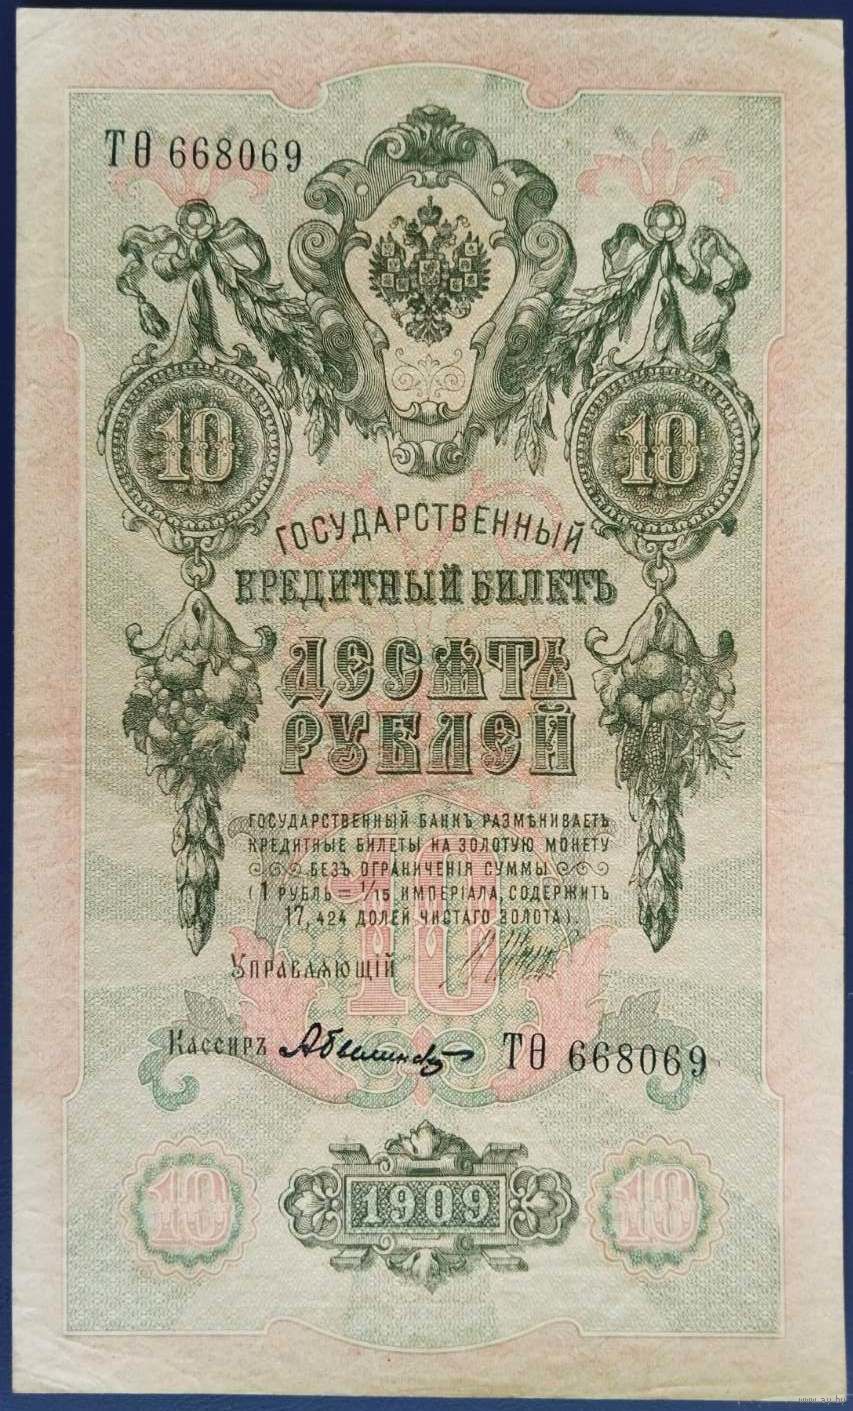 ТѲ 668069
10 10
ГОСУДАРСТВЕННЫЙ
КРЕДИТНЫЙ БИЛЕТЪ
ДЕСЯТЬ
РУБЛЕЙ
ГОСУДАРСТВЕННЫЙ БАНКЪ РАЗМѢНИВАЕТЪ
КРЕДИТНЫЕ БИЛЕТЫ НА ЗОЛОТУЮ МОНЕТУ
БЕЗЪ ОГРАНИЧЕНІЯ СУММЫ
(1 РУБЛЬ = 1/15 ИМПЕРІАЛА, СОДЕРЖИТЪ
17,424 ДОЛЕЙ ЧИСТАГО ЗОЛОТА).
10
УПРАВЛЯЮЩІЙ
Кассиръ
ТѲ 668069
10 1909 10